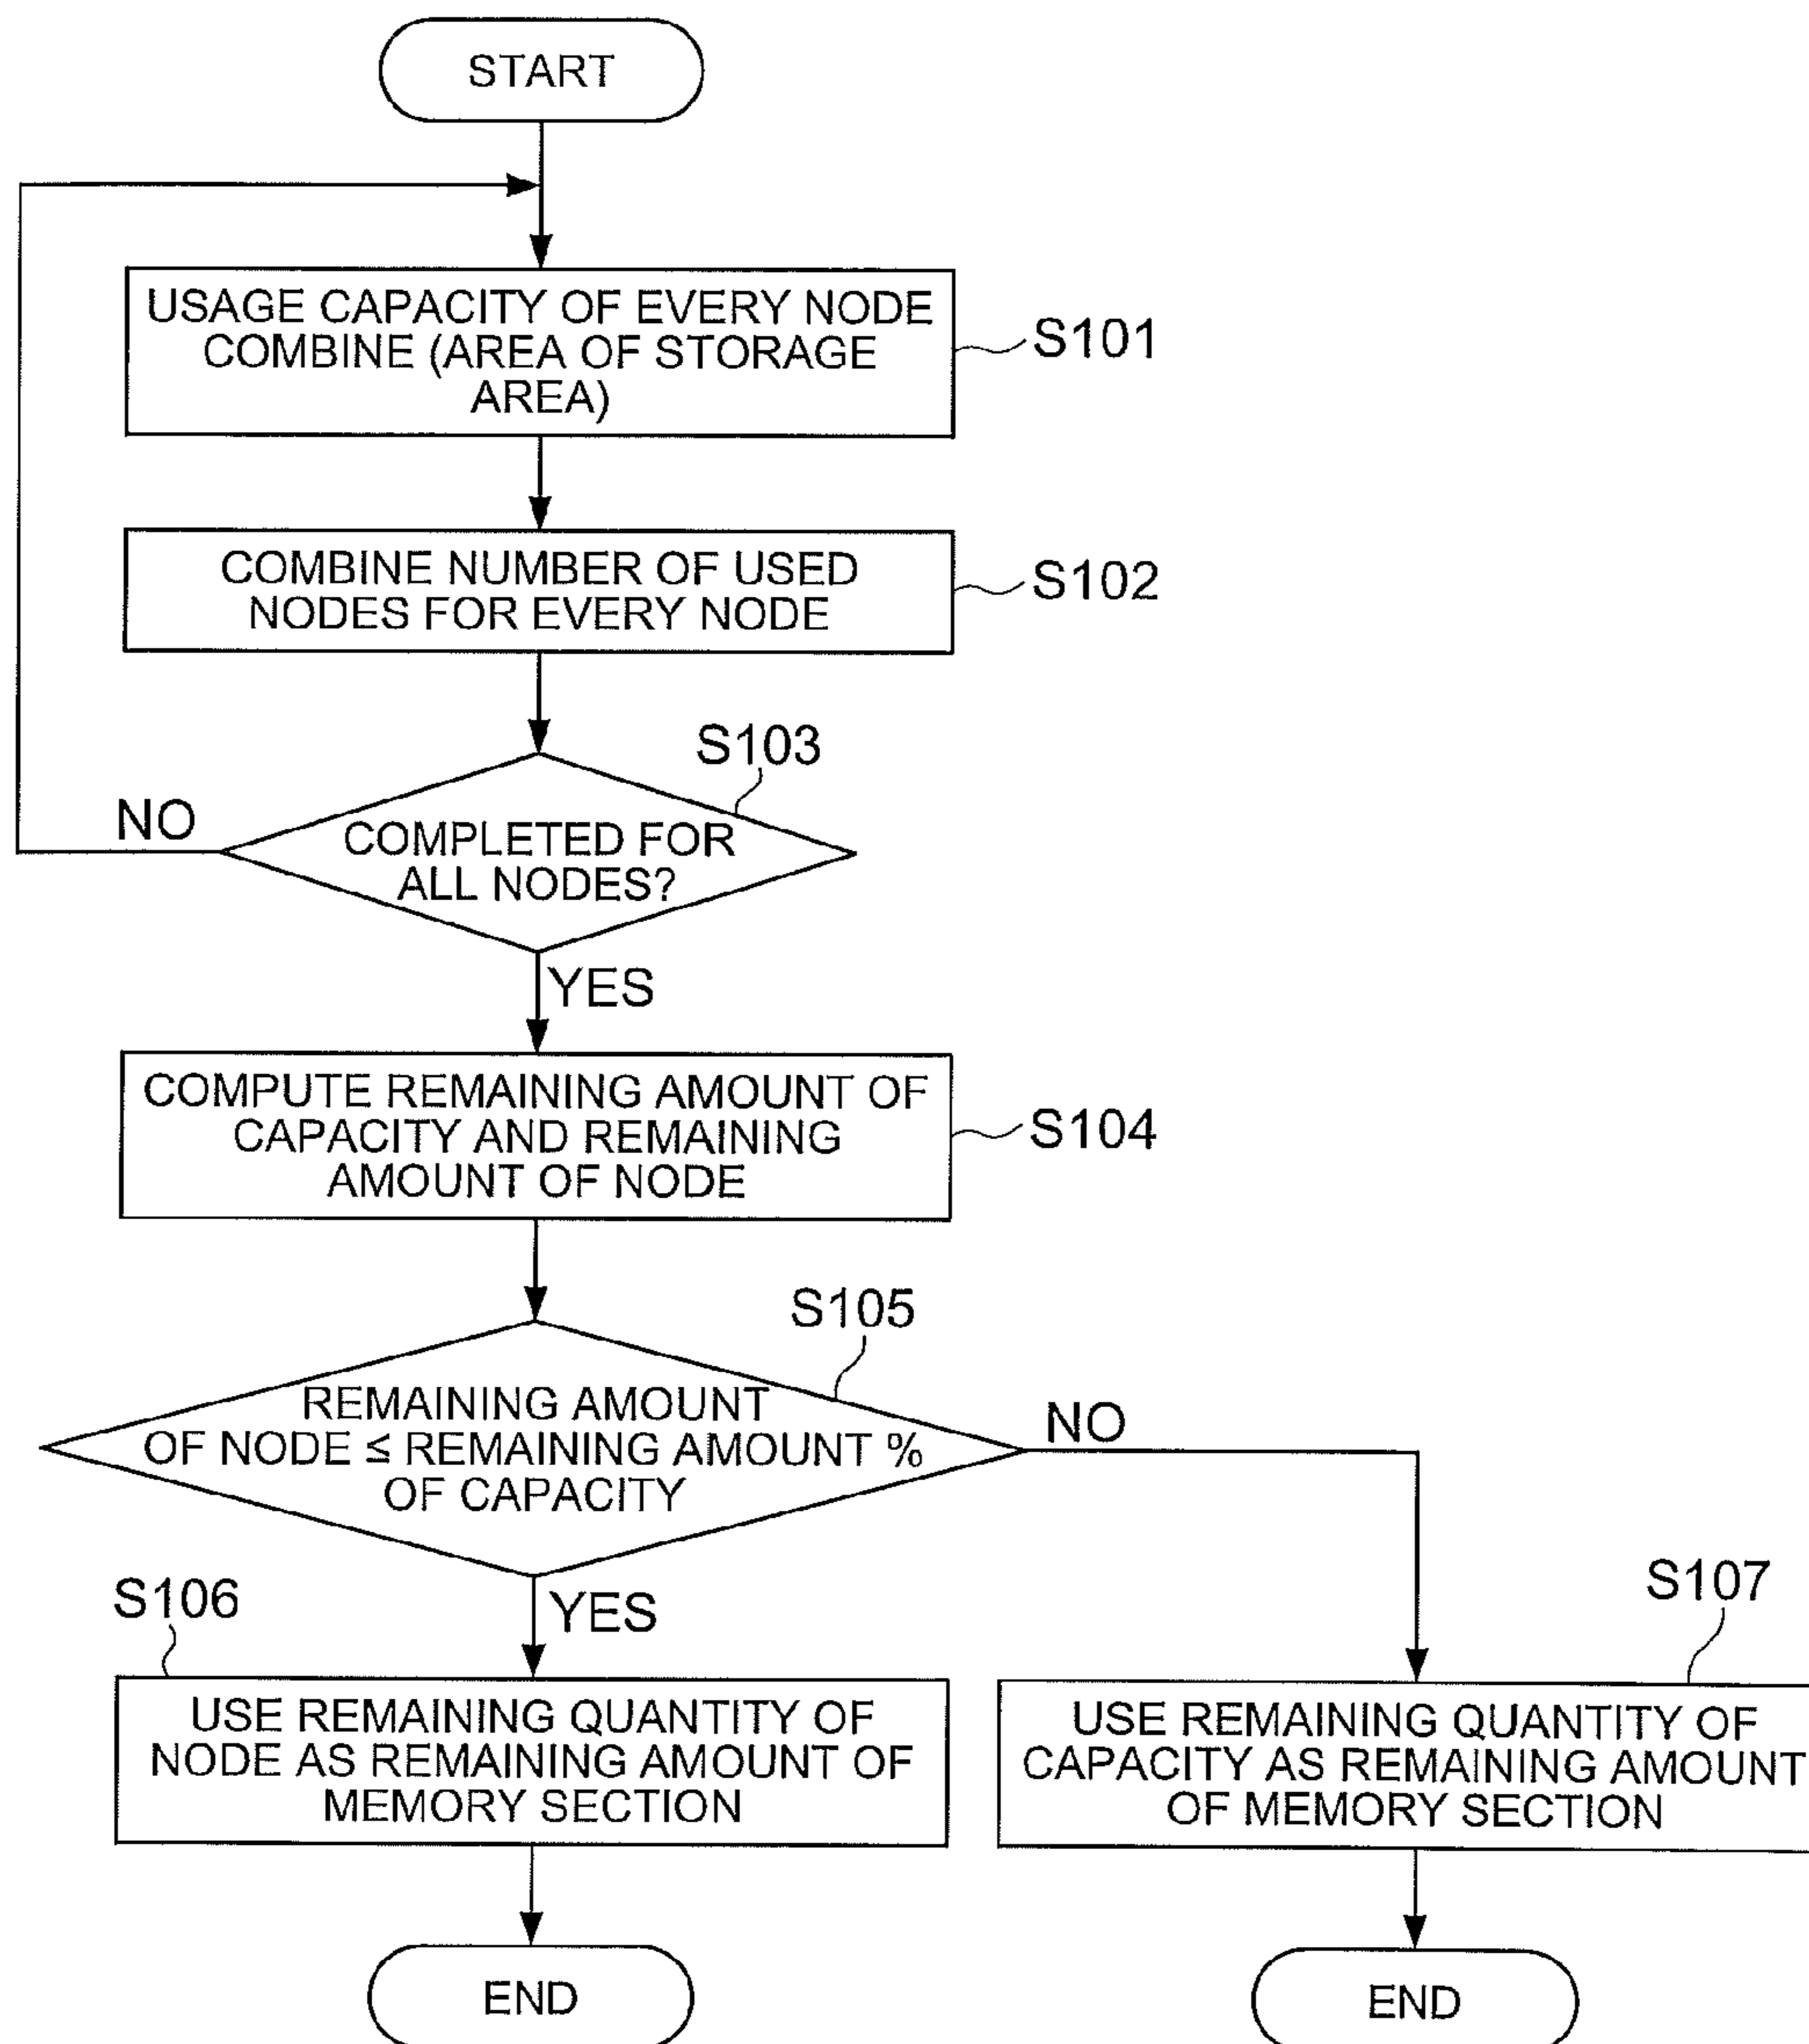 START
USAGE CAPACITY OF EVERY NODE
COMBINE (AREA OF STORAGE
AREA)
S101
COMBINE NUMBER OF USED
NODES FOR EVERY NODE
S102
S103
NO
COMPLETED FOR
ALL NODES?
YES
COMPUTE REMAINING AMOUNT OF
CAPACITY AND REMAINING
AMOUNT OF NODE
S104
S105
REMAINING AMOUNT
OF NODE ≤ REMAINING AMOUNT %
OF CAPACITY
NO
YES
S106
USE REMAINING QUANTITY OF
NODE AS REMAINING AMOUNT OF
MEMORY SECTION
S107
USE REMAINING QUANTITY OF
CAPACITY AS REMAINING AMOUNT
OF MEMORY SECTION
END
END